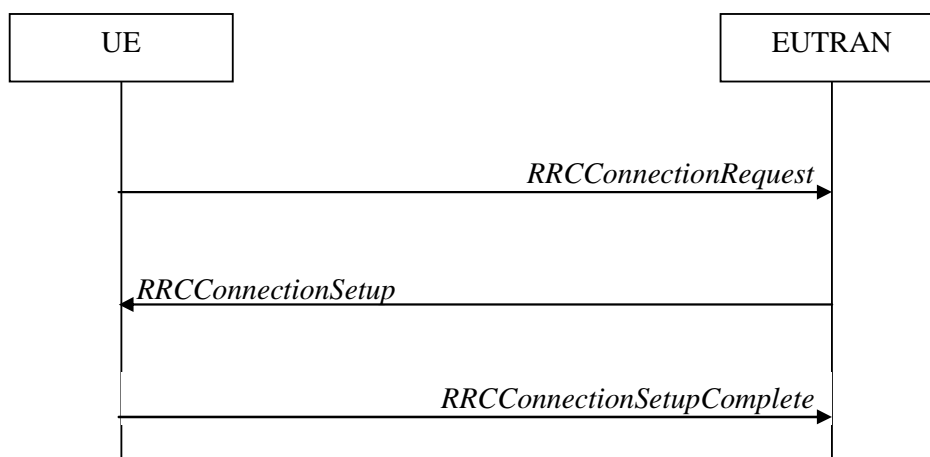 UE
EUTRAN
RRCConnectionRequest
RRCConnectionSetup
RRCConnectionSetupComplete